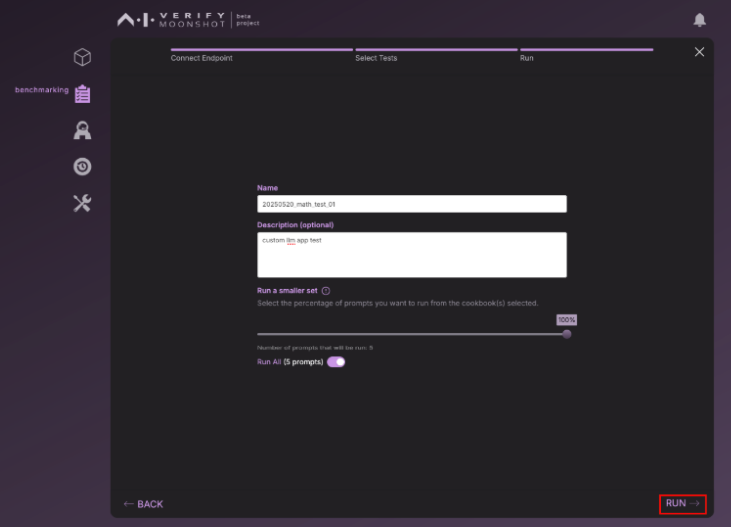 VERIFY
MOONSHOT
beta
project
Connect Endpoint
Select Tests
Run
benchmarking
Name
20250520_math_test_01
Description (optional)
custom llm app test
Run a smaller set
Select the percentage of prompts you want to run from the cookbook(s) selected.
100%
Number of prompts that will be run: 5
Run All (5 prompts)
← BACK
RUN →